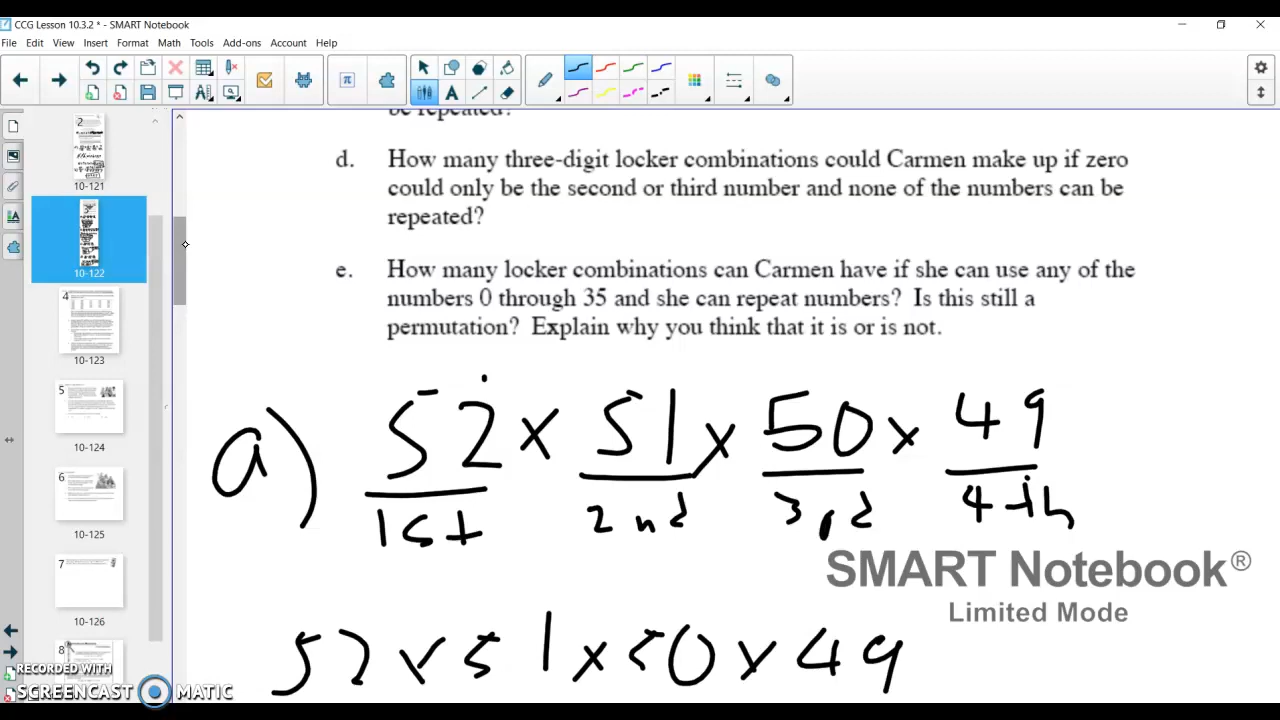 CCG Lesson 10.3.2 * - SMART Notebook
File Edit View Insert Format Math Tools Add-ons Account Help
2
10-121
10-122
4
10-123
5
10-124
6
10-125
7
10-126
8
be repeated?
d. How many three-digit locker combinations could Carmen make up if zero
could only be the second or third number and none of the numbers can be
repeated?
e. How many locker combinations can Carmen have if she can use any of the
numbers 0 through 35 and she can repeat numbers? Is this still a
permutation? Explain why you think that it is or is not.
a) 52 x 51 x 50 x 49
1st 2nd 3rd 4th
52 x 51 x 50 x 49
SMART Notebook®
Limited Mode
RECORDED WITH
SCREENCAST MATIC